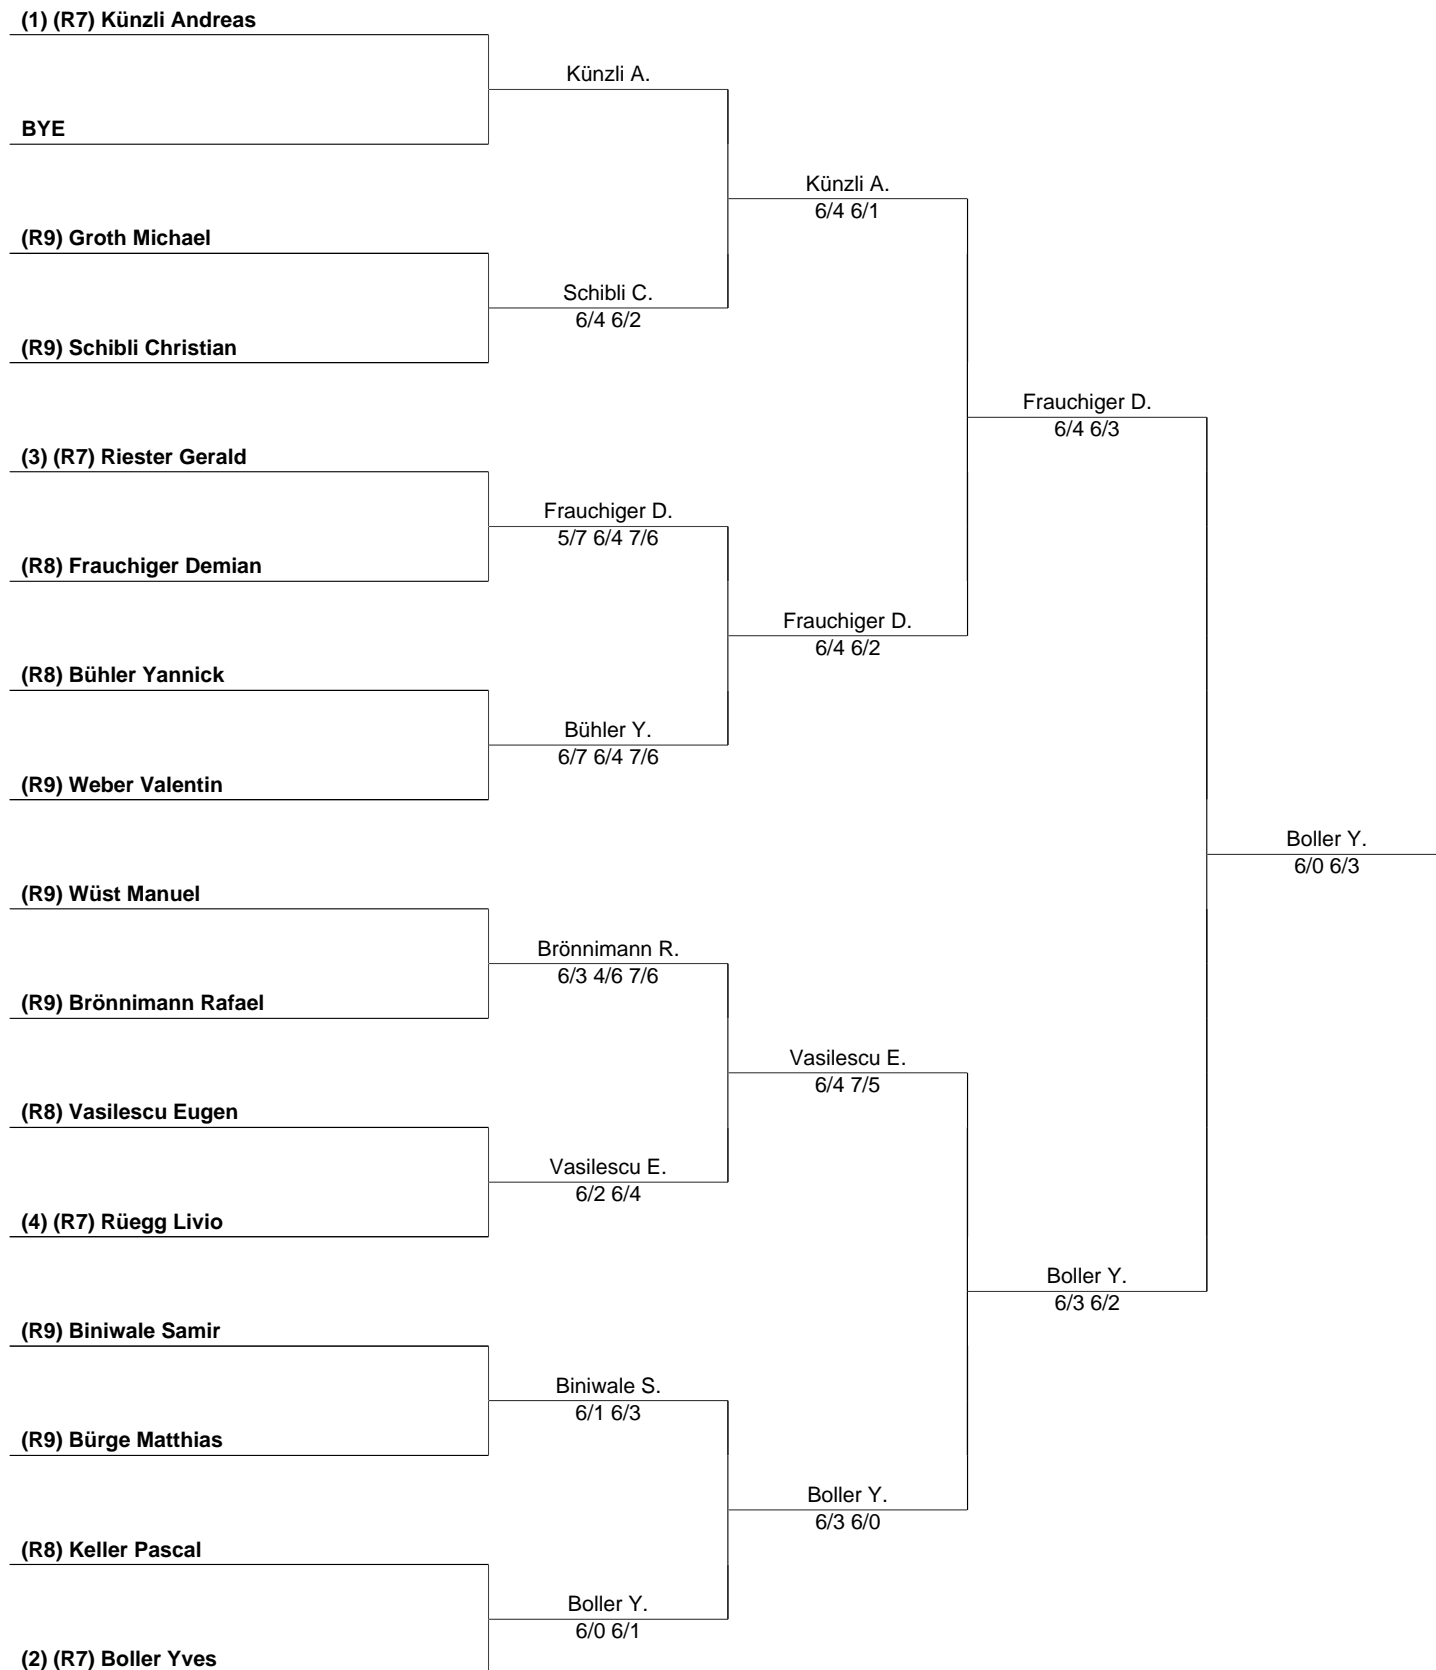 (1) (R7) Künzli Andreas
Künzli A.
BYE
Künzli A.
6/4 6/1
(R9) Groth Michael
Schibli C.
6/4 6/2
(R9) Schibli Christian
Frauchiger D.
6/4 6/3
(3) (R7) Riester Gerald
Frauchiger D.
5/7 6/4 7/6
(R8) Frauchiger Demian
Frauchiger D.
6/4 6/2
(R8) Bühler Yannick
Bühler Y.
6/7 6/4 7/6
(R9) Weber Valentin
Boller Y.
6/0 6/3
(R9) Wüst Manuel
Brönnimann R.
6/3 4/6 7/6
(R9) Brönnimann Rafael
Vasilescu E.
6/4 7/5
(R8) Vasilescu Eugen
Vasilescu E.
6/2 6/4
(4) (R7) Rüegg Livio
Boller Y.
6/3 6/2
(R9) Biniwale Samir
Biniwale S.
6/1 6/3
(R9) Bürge Matthias
Boller Y.
6/3 6/0
(R8) Keller Pascal
Boller Y.
6/0 6/1
(2) (R7) Boller Yves